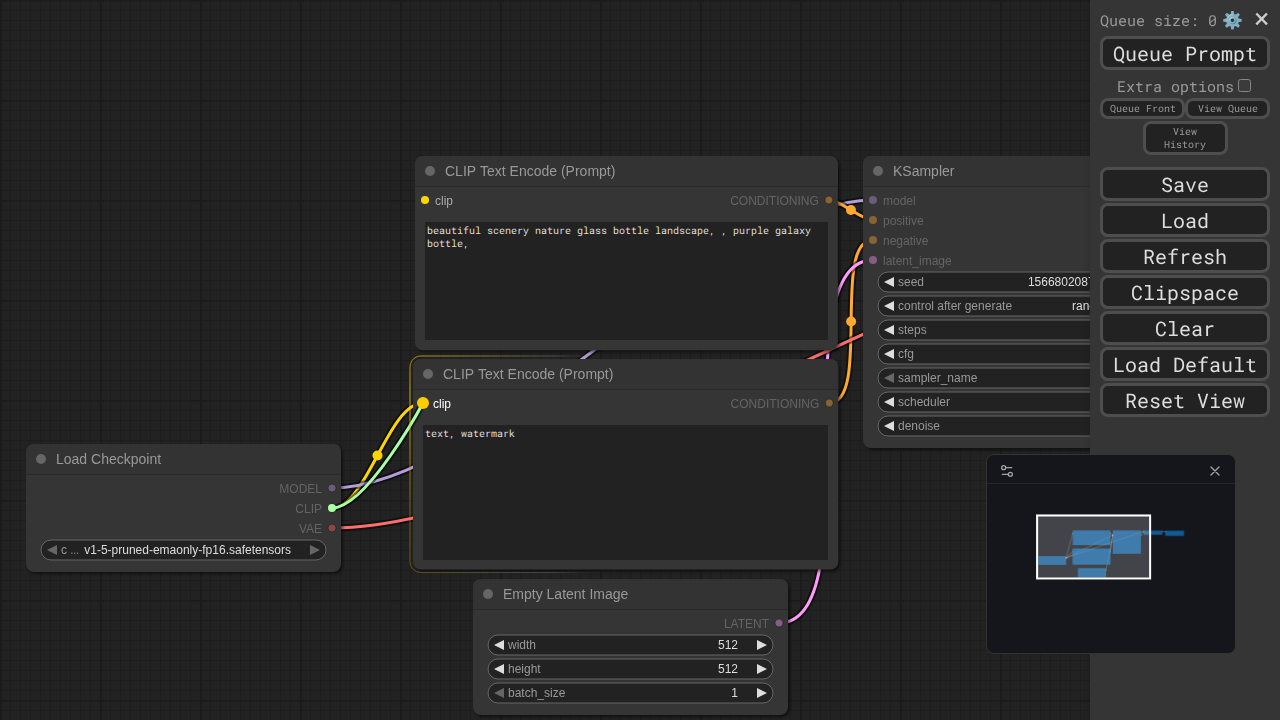 Queue size: 0
Queue Prompt
Extra options
Queue Front
View Queue
View
History
Save
Load
Refresh
Clipspace
Clear
Load Default
Reset View
CLIP Text Encode (Prompt)
clip
CONDITIONING
beautiful scenery nature glass bottle landscape, , purple galaxy
bottle,
KSampler
model
positive
negative
latent_image
seed
1566802087
control after generate
ran
steps
cfg
sampler_name
scheduler
denoise
CLIP Text Encode (Prompt)
clip
CONDITIONING
text, watermark
Load Checkpoint
MODEL
CLIP
VAE
c ... v1-5-pruned-emaonly-fp16.safetensors
Empty Latent Image
LATENT
width 512
height 512
batch_size 1